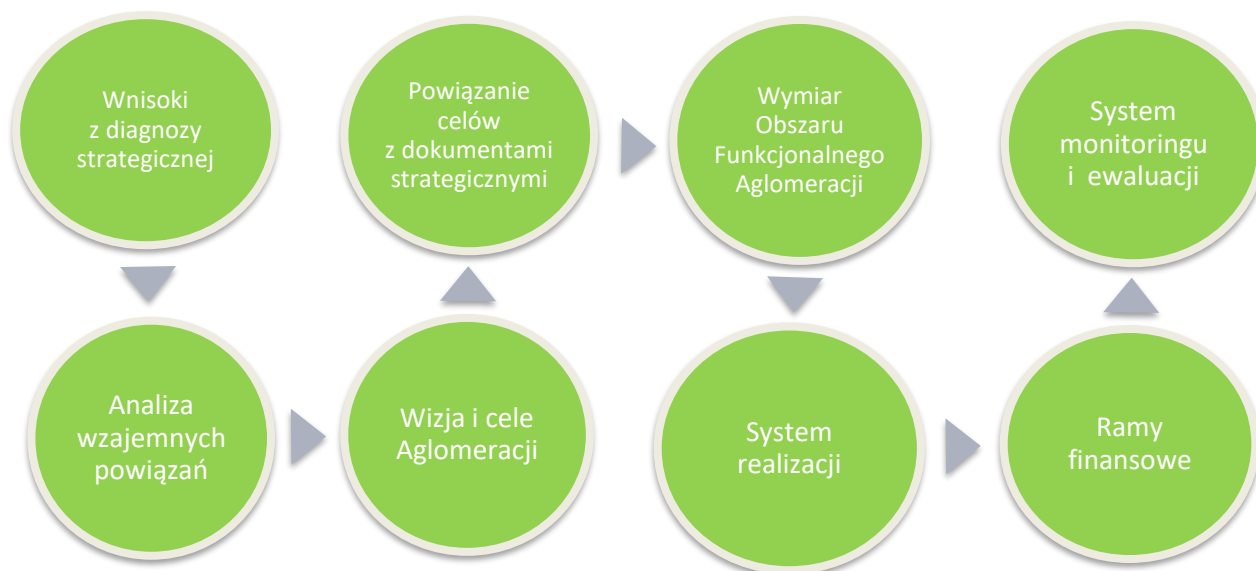 Wnisoki
z diagnozy
strategicznej
Analiza
wzajemnych
powiązań
Wizja i cele
Aglomeracji
Powiązanie
celów
z dokumentami
strategicznymi
Wymiar
Obszaru
Funkcjonalnego
Aglomeracji
System
realizacji
Ramy
finansowe
System
monitoringu
i ewaluacji